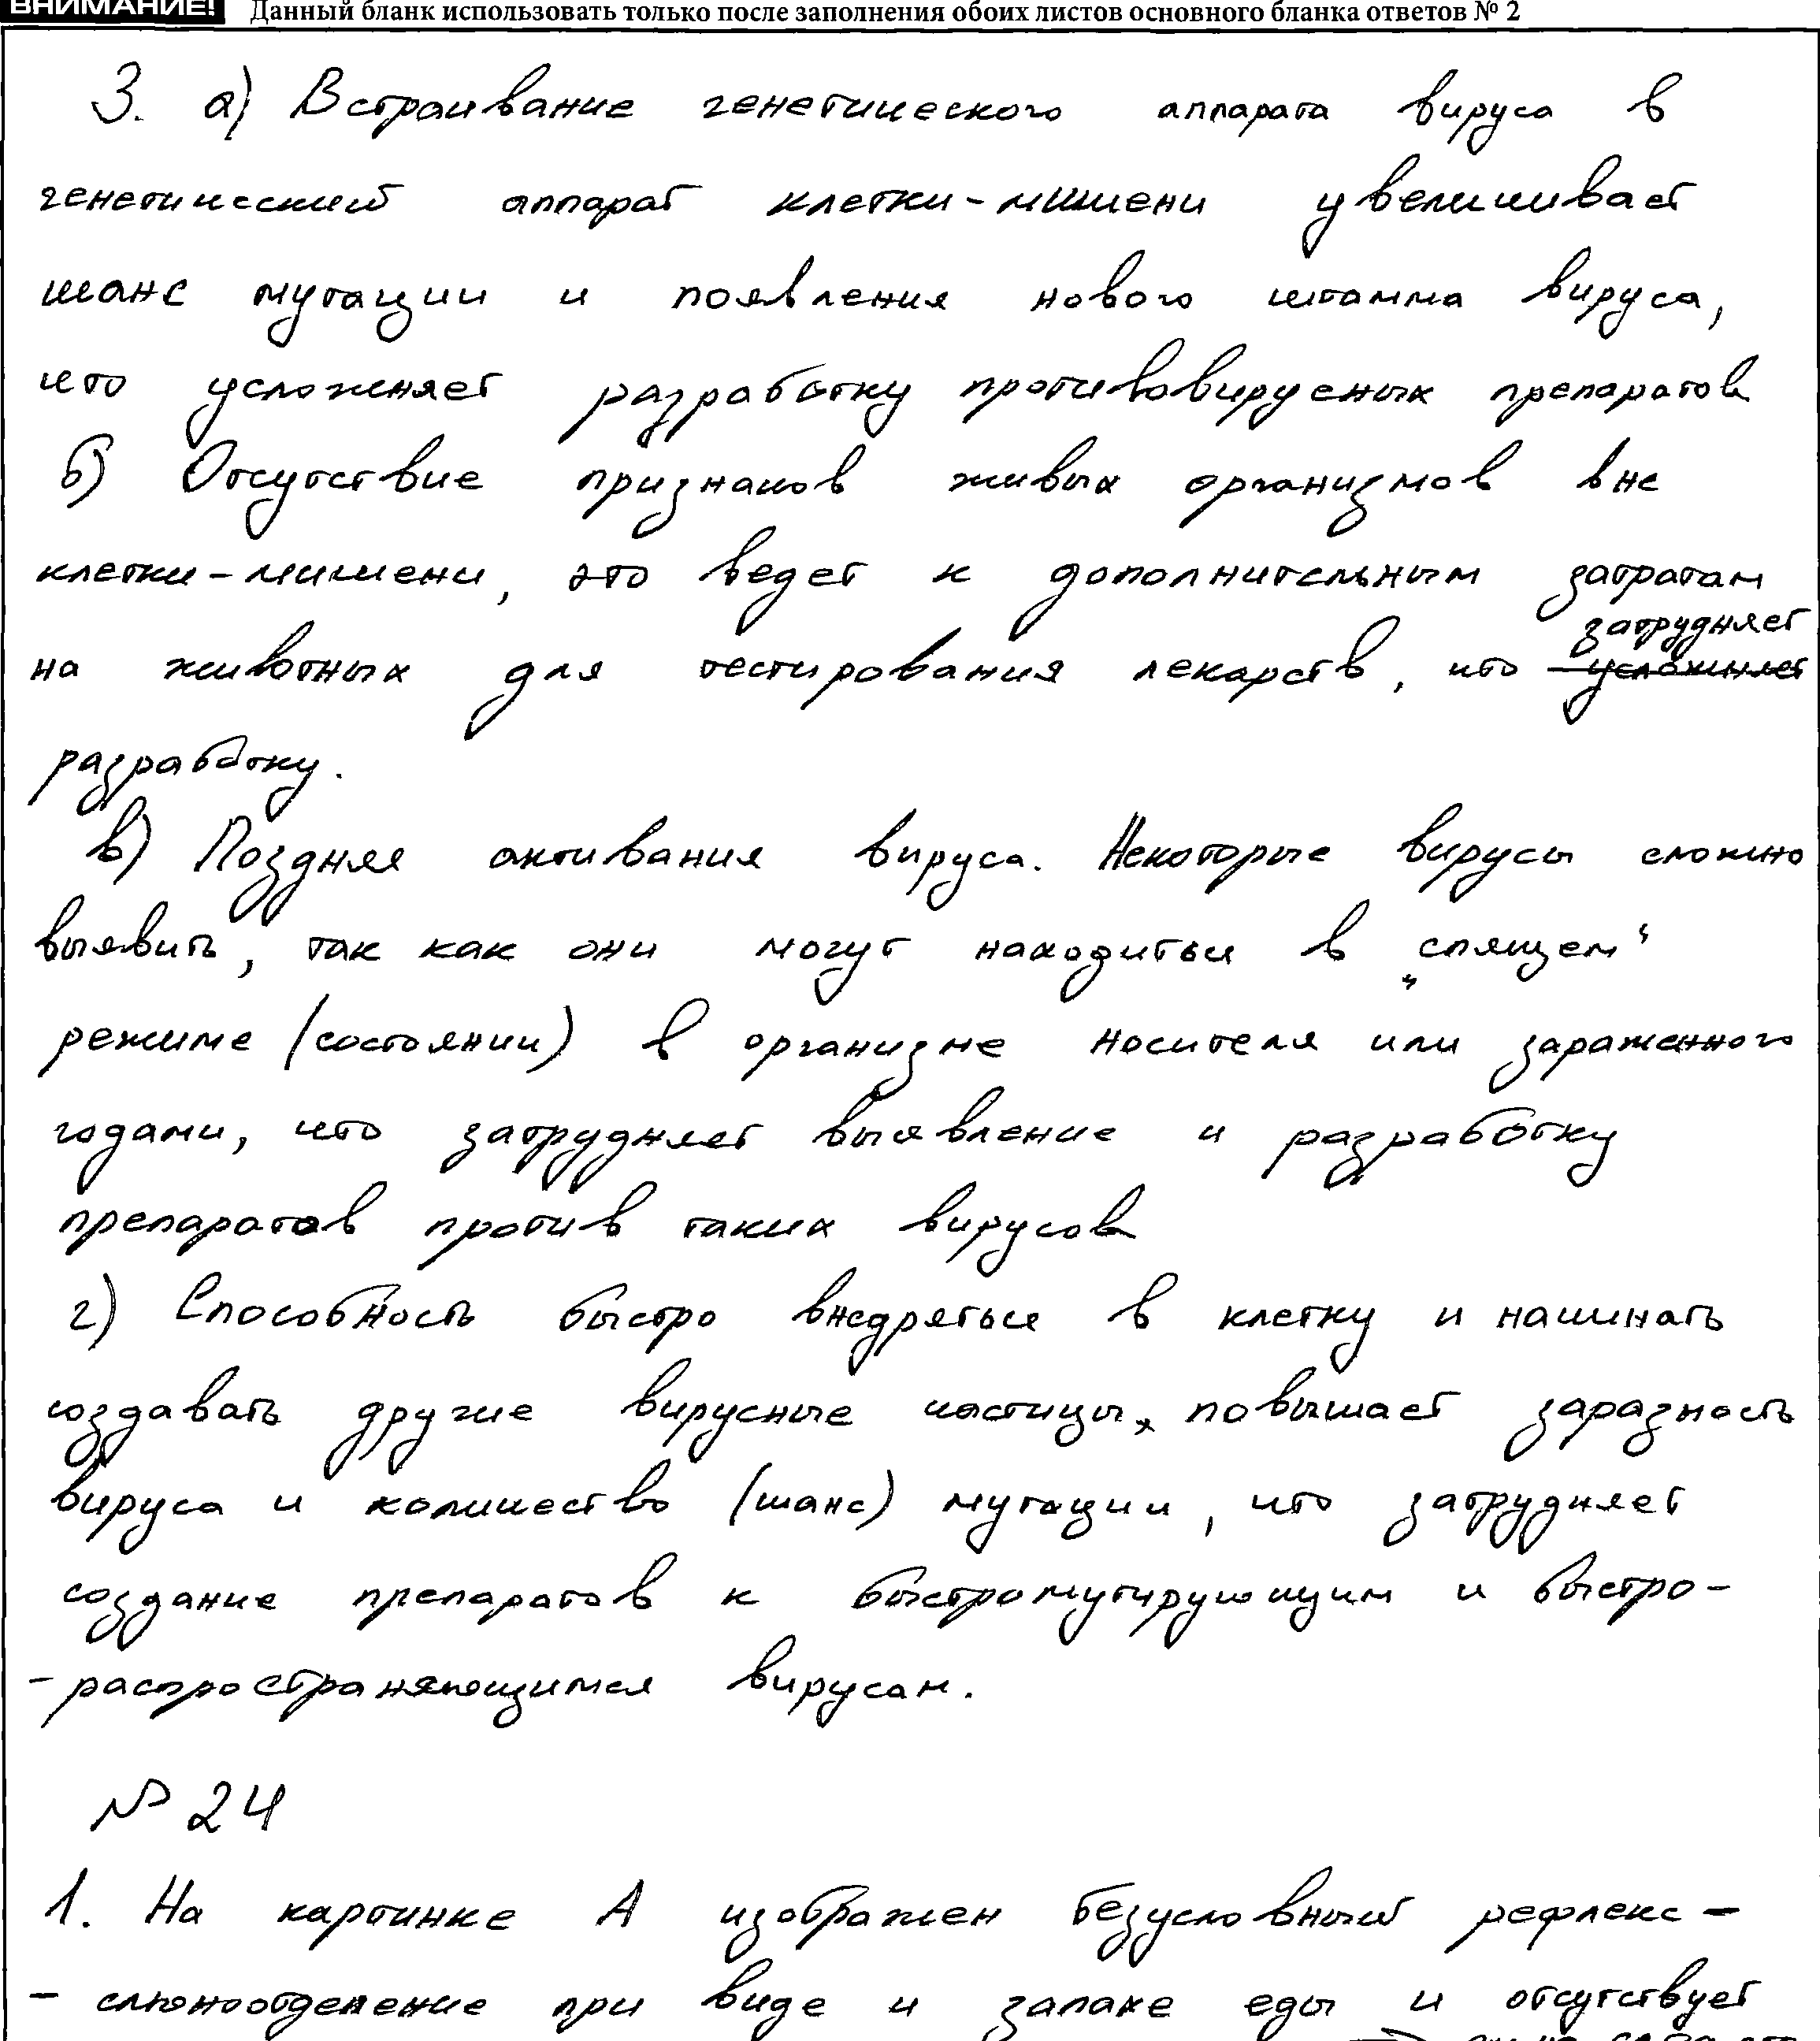 ВНИМАНИЕ! Данный бланк использовать только после заполнения обоих листов основного бланка ответов № 2
3. а) Встраивание генетического аппарата вируса в
генетический аппарат клетки-мишени увеличивает
шанс мутации и появления нового штамма вируса,
что усложняет разработку противовирусных препаратов
б) Отсутствие признаков живых организмов вне
клетки-мишени, это ведет к дополнительным затратам
затрудняет
на животных для тестирования лекарств, что усложняет
разработку.
в) Поздняя активания вируса. Некоторые вирусы сложно
выявить, так как они могут находиться в „спящем“
режиме (состоянии) в организме носителя или зараженного
годами, что затрудняет выявление и разработку
препаратов против таких вирусов
г) Способность быстро внедряться в клетку и начинать
создавать другие вирусные частицы, повышает заразность
вируса и количество (шанс) мутации, что затрудняет
создание препаратов к быстромутирующим и быстро-
-распространяющимся вирусам.
№ 24
1. На картинке А изображен безусловный рефлекс -
- слюноотделение при виде и запахе еды и отсутствует